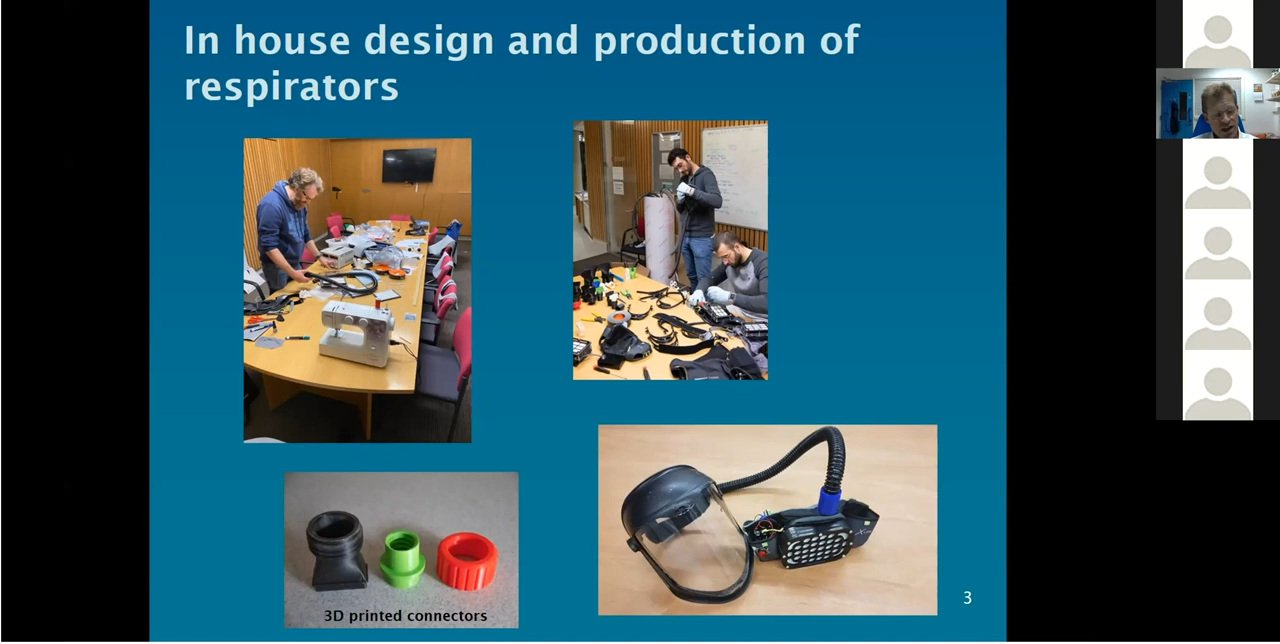 In house design and production of
respirators
3D printed connectors
3